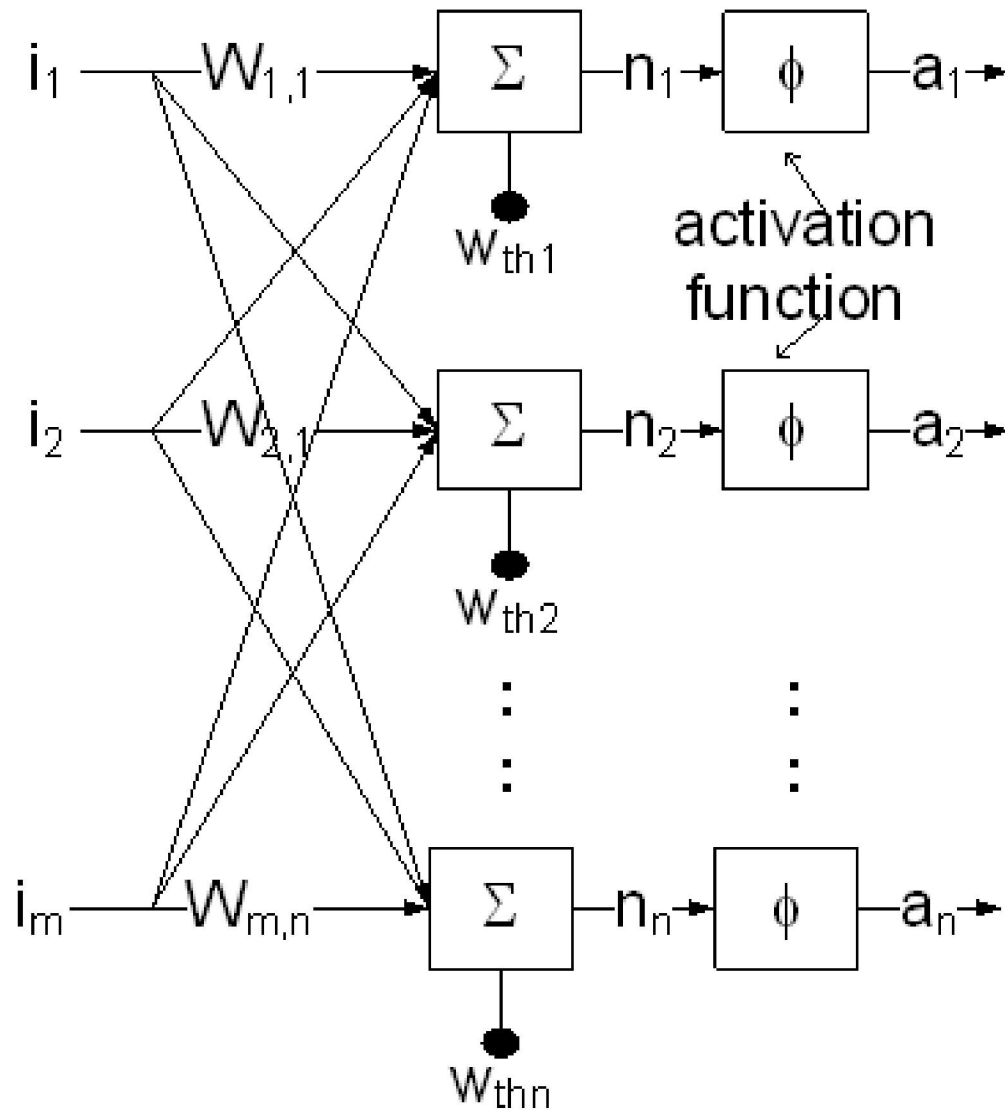 i1 W1,1 Σ n1 ϕ a1
wth1
activation
function
i2 W2,1 Σ n2 ϕ a2
wth2
im Wm,n Σ nn ϕ an
wthn